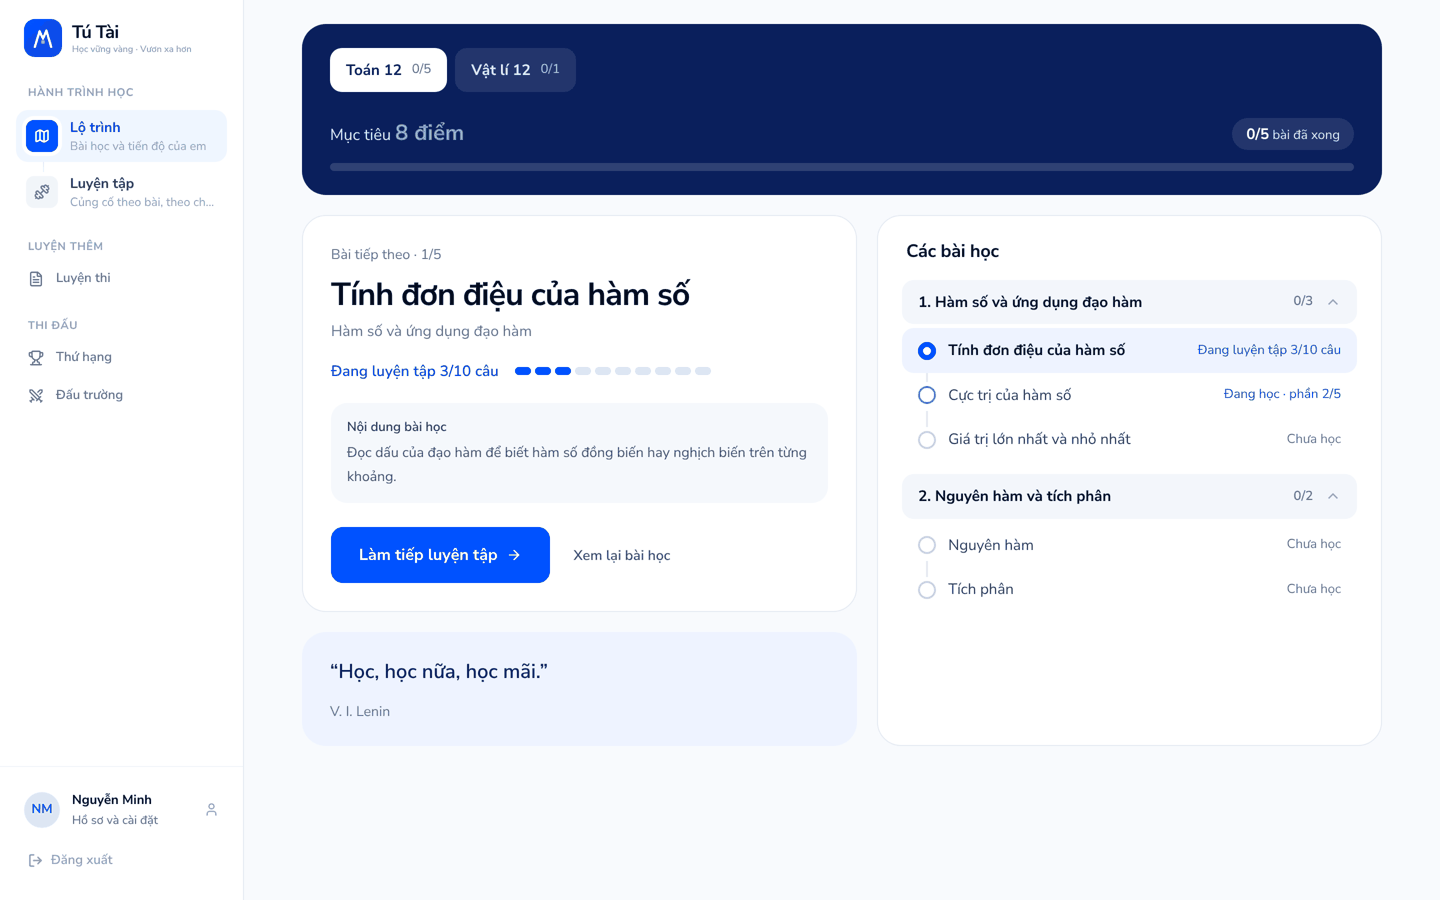 Tú Tài
Học vững vàng · Vươn xa hơn
HÀNH TRÌNH HỌC
Lộ trình
Bài học và tiến độ của em
Luyện tập
Củng cố theo bài, theo ch...
LUYỆN THÊM
Luyện thi
THI ĐẤU
Thứ hạng
Đấu trường
NM
Nguyễn Minh
Hồ sơ và cài đặt
Đăng xuất
Toán 12 0/5
Vật lí 12 0/1
Mục tiêu 8 điểm
0/5 bài đã xong
Bài tiếp theo · 1/5
Tính đơn điệu của hàm số
Hàm số và ứng dụng đạo hàm
Đang luyện tập 3/10 câu
Nội dung bài học
Đọc dấu của đạo hàm để biết hàm số đồng biến hay nghịch biến trên từng
khoảng.
Làm tiếp luyện tập →
Xem lại bài học
“Học, học nữa, học mãi.”
V. I. Lenin
Các bài học
1. Hàm số và ứng dụng đạo hàm 0/3
Tính đơn điệu của hàm số Đang luyện tập 3/10 câu
Cực trị của hàm số Đang học · phần 2/5
Giá trị lớn nhất và nhỏ nhất Chưa học
2. Nguyên hàm và tích phân 0/2
Nguyên hàm Chưa học
Tích phân Chưa học